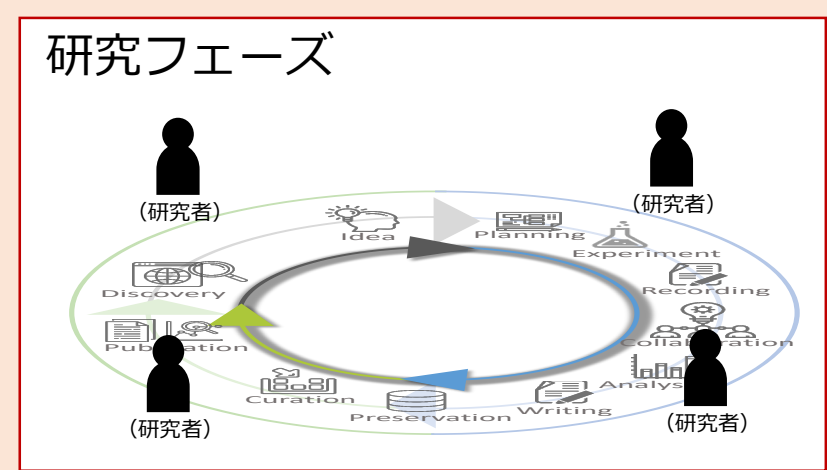 研究フェーズ
（研究者）
（研究者）
Idea
Planning
Experiment
Discovery
Recording
Collaboration
Publication
Analysis
Curation
Writing
Preservation
（研究者）
（研究者）